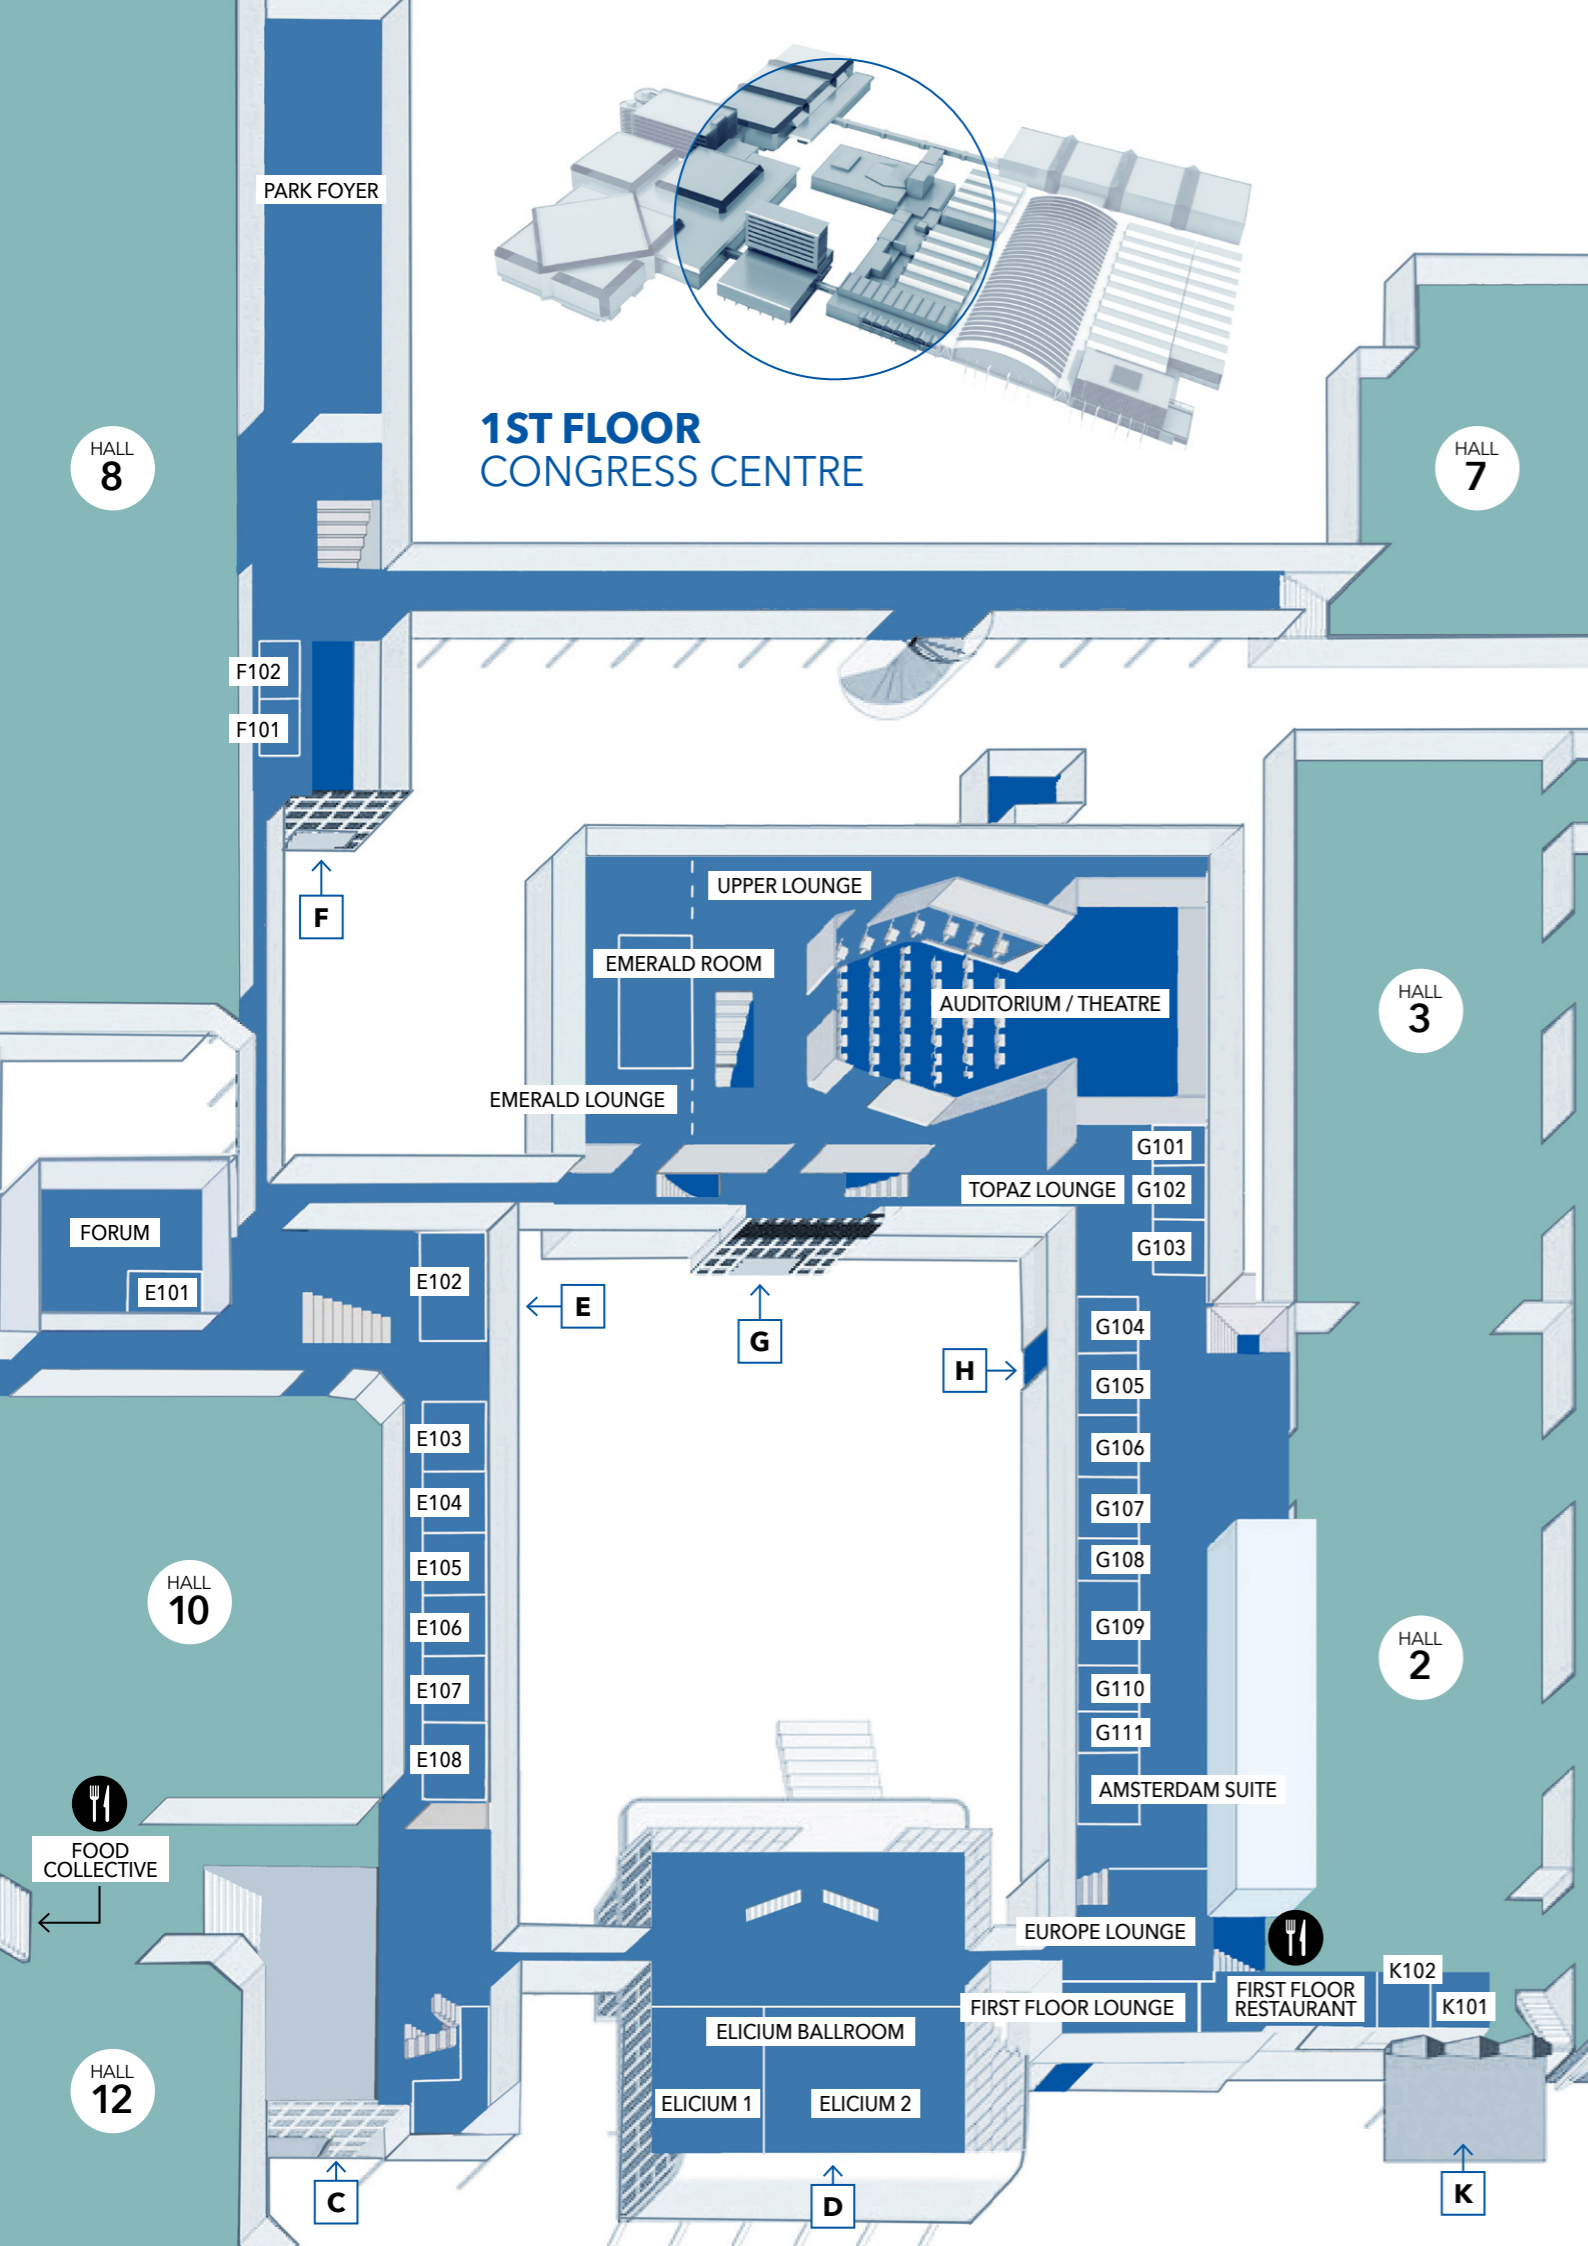 PARK FOYER
1ST FLOOR
CONGRESS CENTRE
HALL
8
HALL
7
F102
F101
F
UPPER LOUNGE
EMERALD ROOM
AUDITORIUM / THEATRE
HALL
3
EMERALD LOUNGE
G101
TOPAZ LOUNGE
G102
G103
FORUM
E101
E102
E
G
H
G104
G105
G106
G107
G108
G109
G110
G111
E103
E104
E105
E106
E107
E108
HALL
10
HALL
2
AMSTERDAM SUITE
FOOD
COLLECTIVE
EUROPE LOUNGE
K102
FIRST FLOOR
RESTAURANT
K101
FIRST FLOOR LOUNGE
ELICIUM BALLROOM
HALL
12
ELICIUM 1
ELICIUM 2
C
D
K